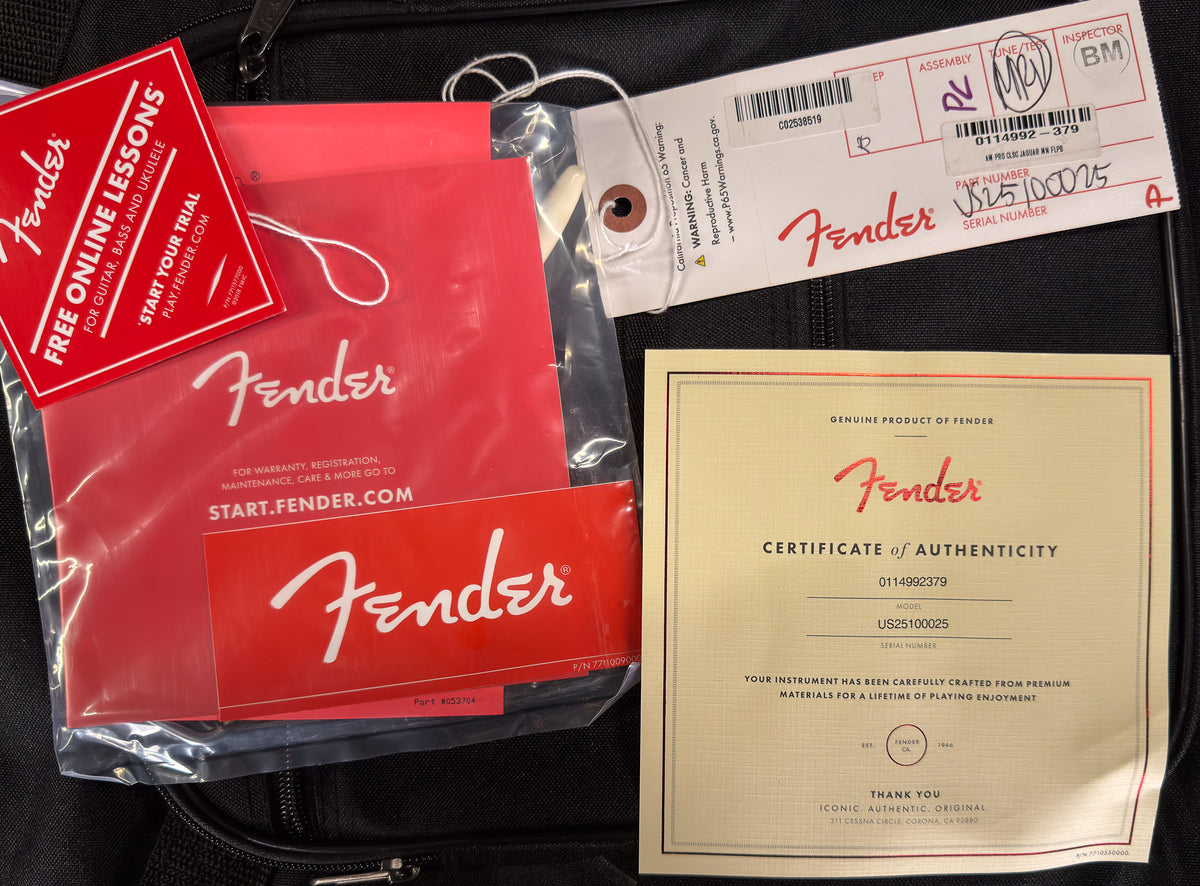 Fender®
FREE ONLINE LESSONS*
FOR GUITAR, BASS AND UKULELE
*START YOUR TRIAL
PLAY.FENDER.COM
P/N 7711577000
©2018 FMIC
®
Fender®
FOR WARRANTY, REGISTRATION,
MAINTENANCE, CARE & MORE GO TO
START.FENDER.COM
Fender®
P/N 7711009000
Part #053704
California Proposition 65 Warning:
⚠ WARNING: Cancer and
Reproductive Harm
– www.P65Warnings.ca.gov.
C02538519
ASSEMBLY
TUNE/TEST
INSPECTOR
BM
0114992-379
AM PRO CLSC JAGUAR MN FLPB
PART NUMBER
US25100025
SERIAL NUMBER
A
Fender®
GENUINE PRODUCT OF FENDER
Fender®
CERTIFICATE of AUTHENTICITY
0114992379
MODEL
US25100025
SERIAL NUMBER
YOUR INSTRUMENT HAS BEEN CAREFULLY CRAFTED FROM PREMIUM
MATERIALS FOR A LIFETIME OF PLAYING ENJOYMENT
EST.
FENDER
CA.
1946
THANK YOU
ICONIC. AUTHENTIC. ORIGINAL.
311 CESSNA CIRCLE, CORONA, CA 92880
P/N 7710550000